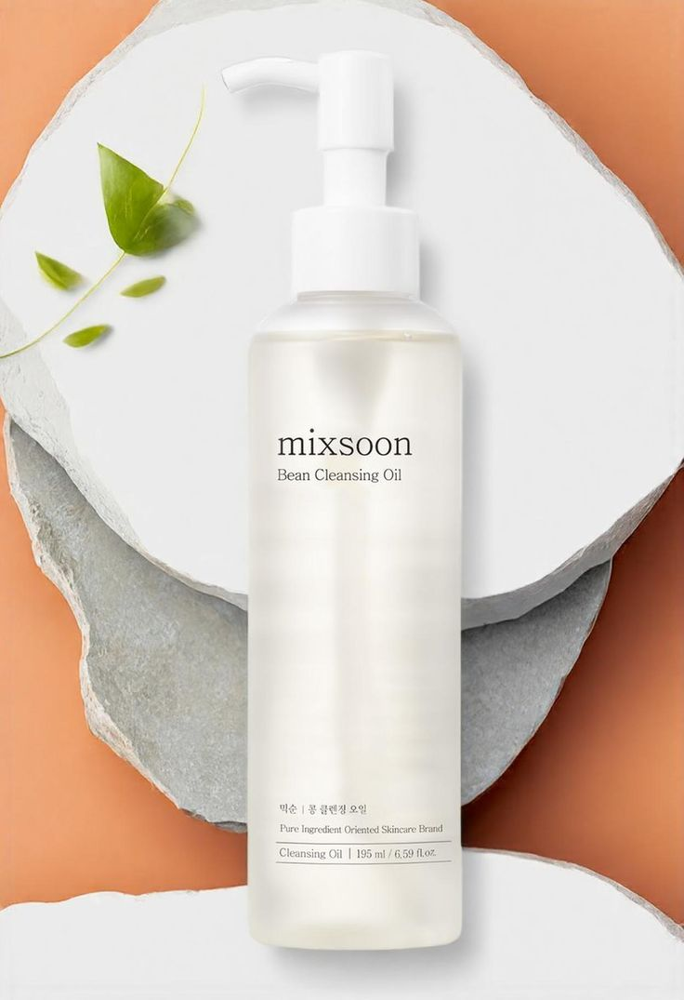 mixsoon
Bean Cleansing Oil
믹순 | 콩 클렌징 오일
Pure Ingredient Oriented Skincare Brand
Cleansing Oil | 195 ml / 6.59 fl.oz.